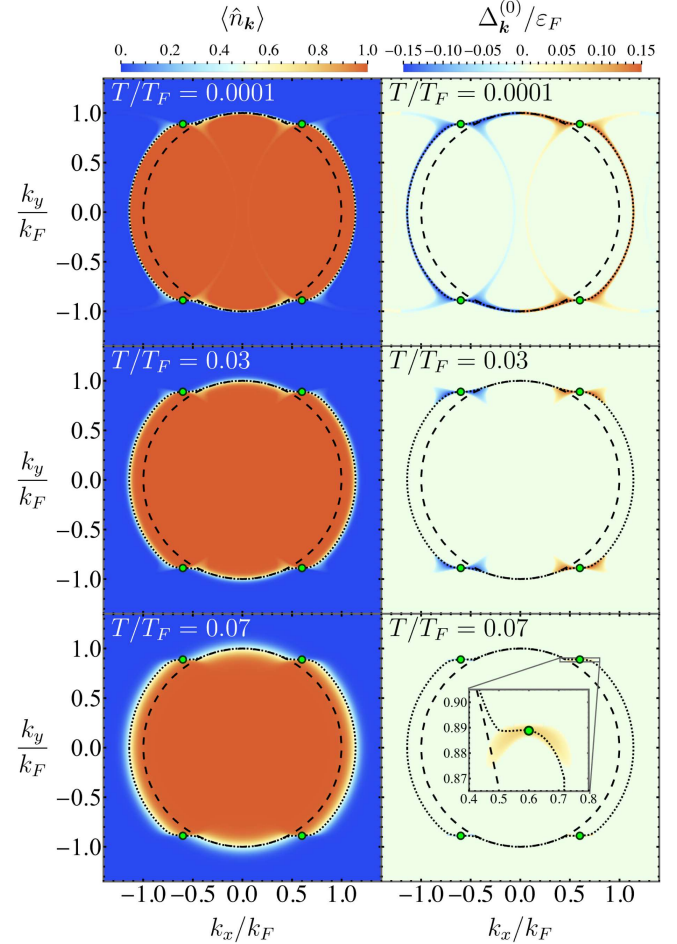 ⟨n̂_k⟩ Δ_k^(0)/ε_F
0. 0.2 0.4 0.6 0.8 1.0 −0.15 −0.10 −0.05 0. 0.05 0.10 0.15
T/T_F = 0.0001 T/T_F = 0.0001
1.0
0.5
k_y/k_F 0.0
−0.5
−1.0
T/T_F = 0.03 T/T_F = 0.03
1.0
0.5
k_y/k_F 0.0
−0.5
−1.0
T/T_F = 0.07 T/T_F = 0.07
1.0
0.5
k_y/k_F 0.0
−0.5
−1.0
0.90
0.89
0.88
0.87
0.4 0.5 0.6 0.7 0.8
−1.0 −0.5 0.0 0.5 1.0 −1.0 −0.5 0.0 0.5 1.0
k_x/k_F k_x/k_F